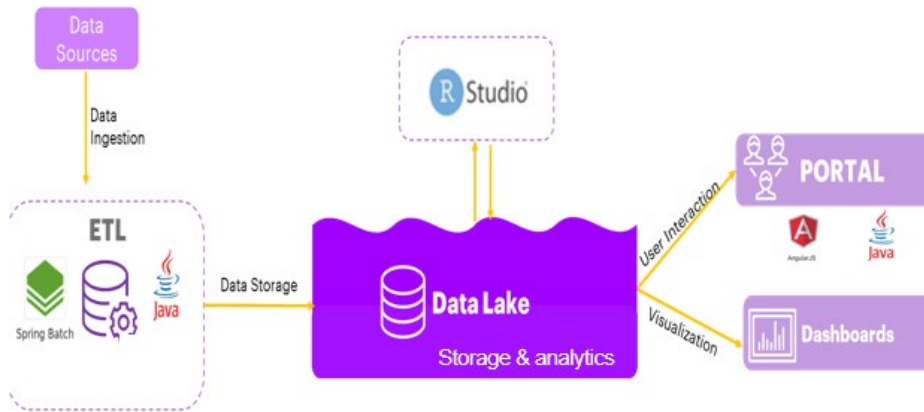 Data
Sources
Data
Ingestion
R Studio
ETL
Spring Batch
Java
Data Storage
Data Lake
Storage & analytics
User Interaction
Visualization
PORTAL
AngularJS
Java
Dashboards